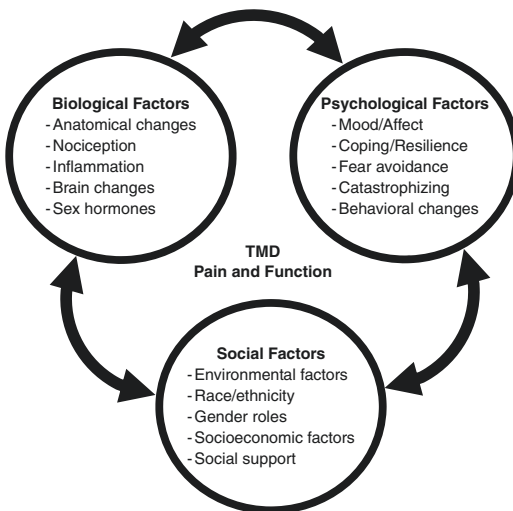 Biological Factors
- Anatomical changes
- Nociception
- Inflammation
- Brain changes
- Sex hormones
Psychological Factors
- Mood/Affect
- Coping/Resilience
- Fear avoidance
- Catastrophizing
- Behavioral changes
TMD
Pain and Function
Social Factors
- Environmental factors
- Race/ethnicity
- Gender roles
- Socioeconomic factors
- Social support